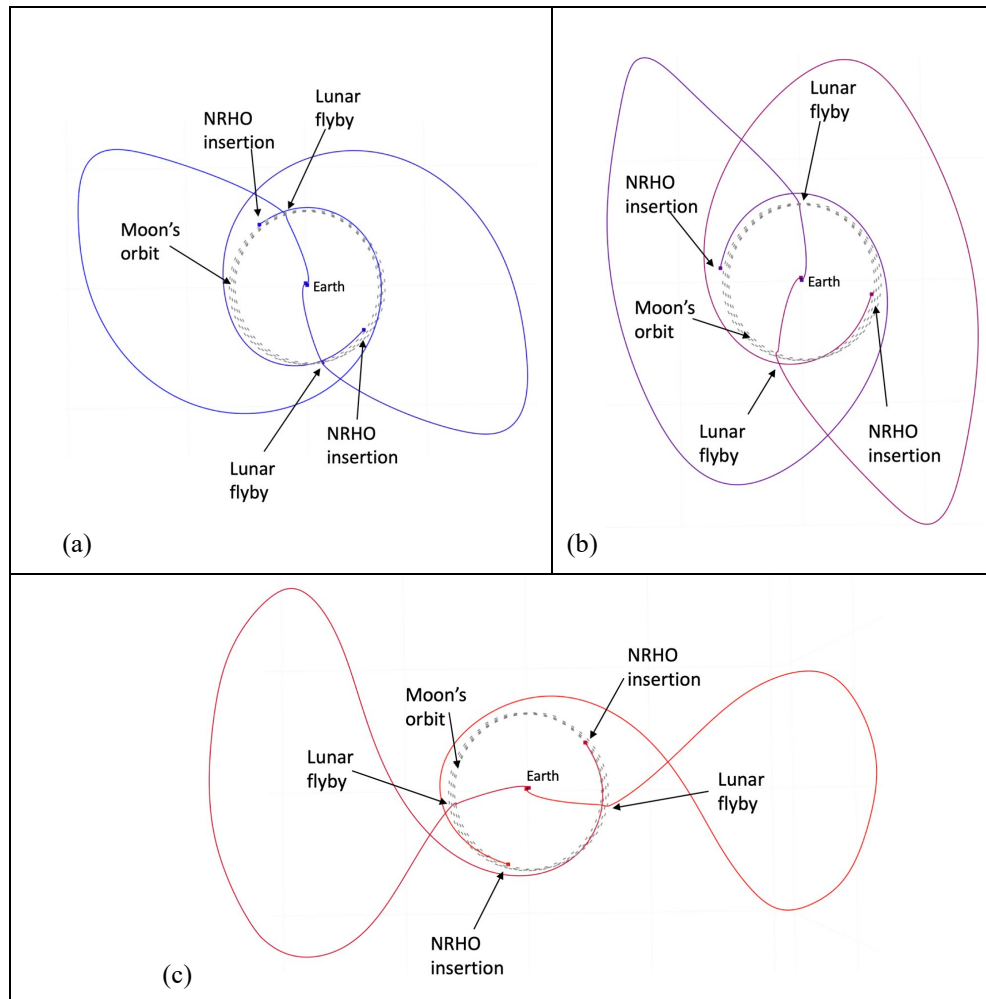 Lunar
flyby
NRHO
insertion
Moon's
orbit
Earth
NRHO
insertion
Lunar
flyby
(a)
Lunar
flyby
NRHO
insertion
Earth
Moon's
orbit
Lunar
flyby
NRHO
insertion
(b)
NRHO
insertion
Moon's
orbit
Lunar
flyby
Earth
Lunar
flyby
NRHO
insertion
(c)